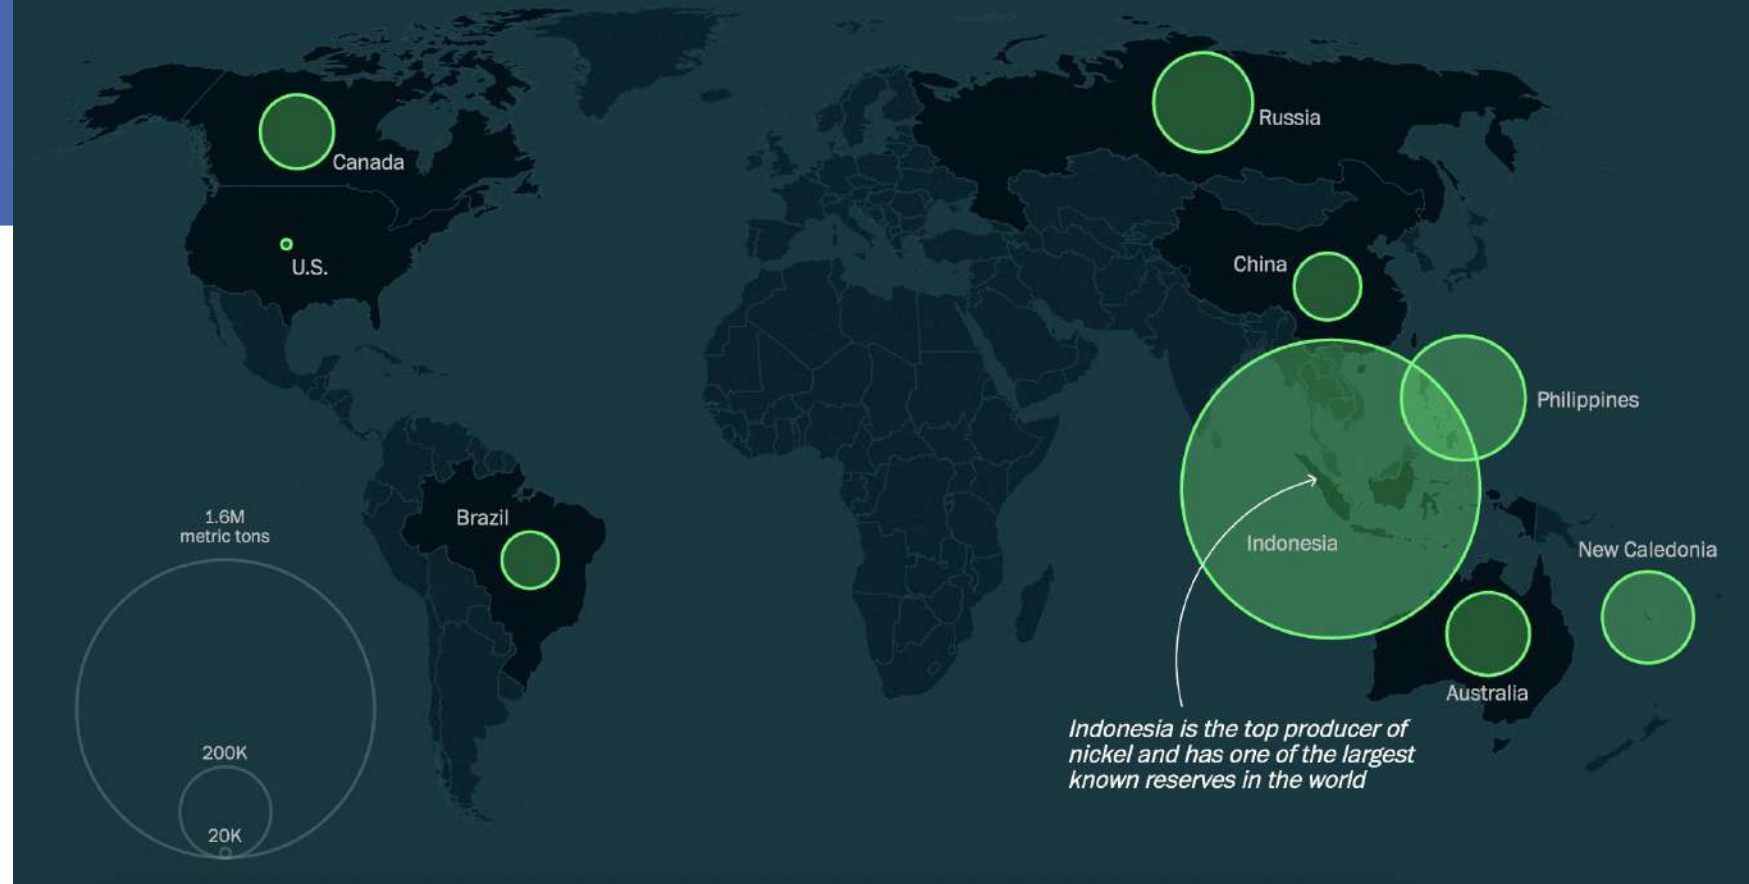 Canada
Russia
U.S.
China
Philippines
Brazil
1.6M
metric tons
Indonesia
New Caledonia
Australia
Indonesia is the top producer of
nickel and has one of the largest
known reserves in the world
200K
20K